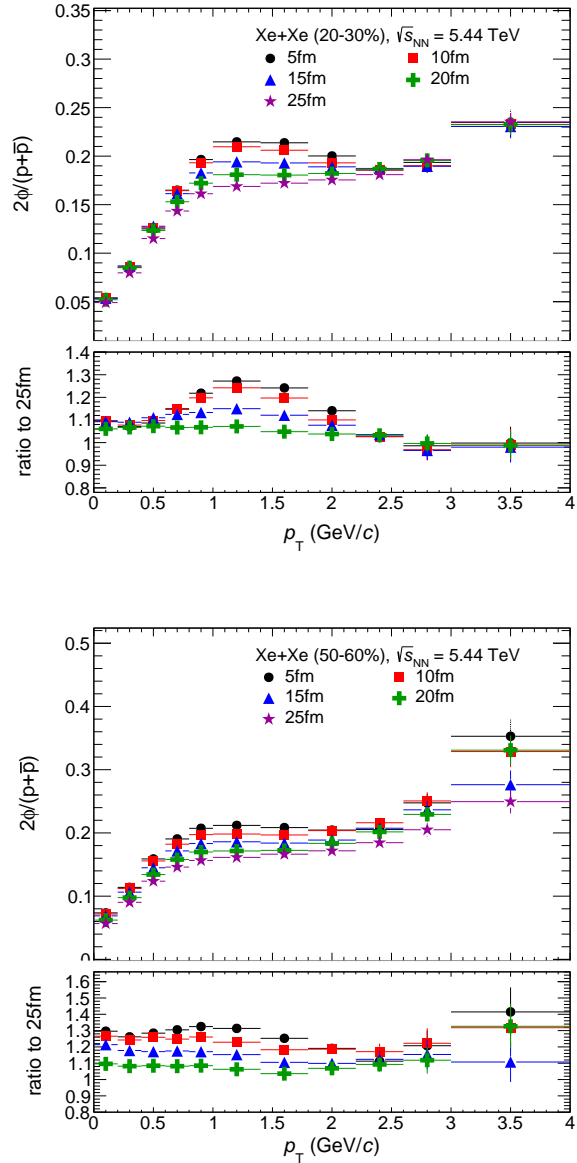 Xe+Xe (20-30%), √sNN = 5.44 TeV
5fm 10fm
15fm 20fm
25fm
2ϕ/(p+p̅)
0.35
0.3
0.25
0.2
0.15
0.1
0.05
ratio to 25fm
1.4
1.3
1.2
1.1
1
0.9
0.8
0 0.5 1 1.5 2 2.5 3 3.5 4
pT (GeV/c)
Xe+Xe (50-60%), √sNN = 5.44 TeV
5fm 10fm
15fm 20fm
25fm
2ϕ/(p+p̅)
0.5
0.4
0.3
0.2
0.1
0
ratio to 25fm
1.6
1.5
1.4
1.3
1.2
1.1
1
0.9
0.8
0 0.5 1 1.5 2 2.5 3 3.5 4
pT (GeV/c)